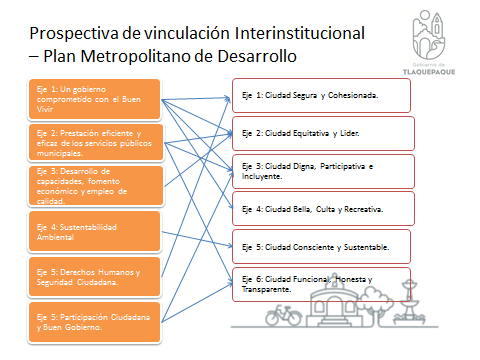 Prospectiva de vinculación Interinstitucional
– Plan Metropolitano de Desarrollo
Gobierno de
TLAQUEPAQUE
Eje 1: Un gobierno
comprometido con el Buen
Vivir
Eje 2: Prestación eficiente y
eficaz de los servicios públicos
municipales.
Eje 3: Desarrollo de
capacidades, fomento
económico y empleo de
calidad.
Eje 4: Sustentabilidad
Ambiental
Eje 5: Derechos Humanos y
Seguridad Ciudadana.
Eje 5: Participación Ciudadana
y Buen Gobierno.
Eje 1: Ciudad Segura y Cohesionada.
Eje 2: Ciudad Equitativa y Lider.
Eje 3: Ciudad Digna, Participativa e
Incluyente.
Eje 4: Ciudad Bella, Culta y Recreativa.
Eje 5: Ciudad Consciente y Sustentable.
Eje 6: Ciudad Funcional, Honesta y
Transparente.